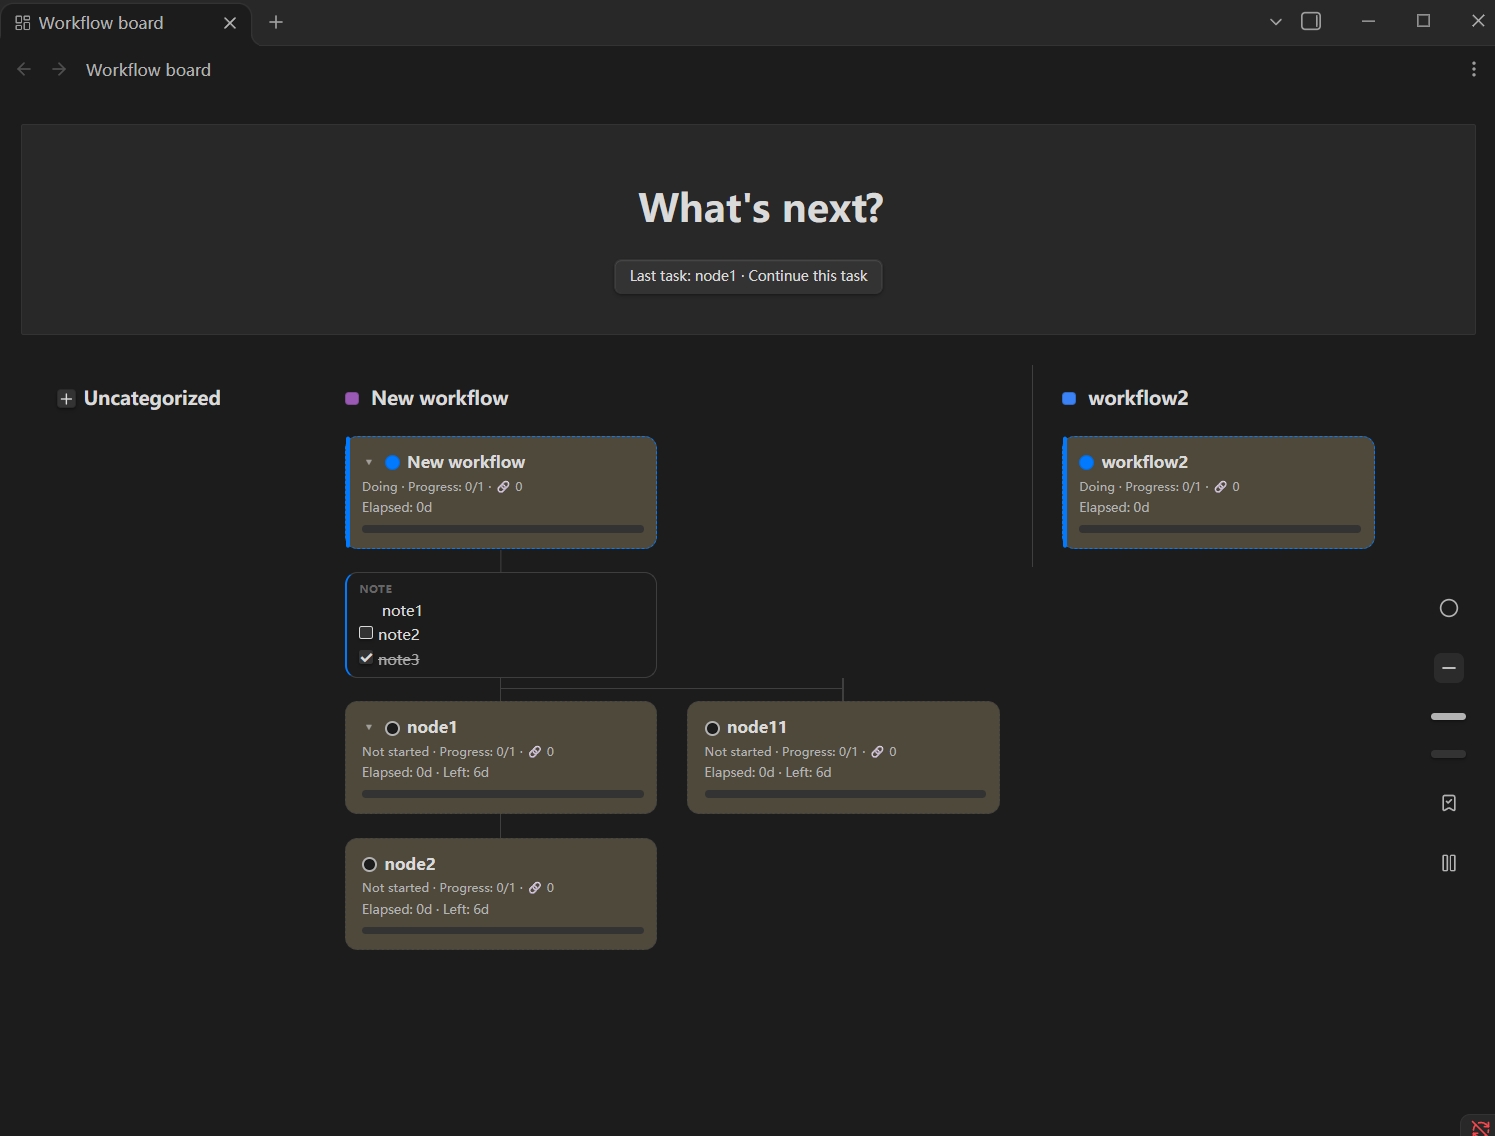 Workflow board
Workflow board
What's next?
Last task: node1 · Continue this task
Uncategorized
New workflow
New workflow
Doing · Progress: 0/1 · 🔗 0
Elapsed: 0d
NOTE
note1
note2
note3
node1
Not started · Progress: 0/1 · 🔗 0
Elapsed: 0d · Left: 6d
node11
Not started · Progress: 0/1 · 🔗 0
Elapsed: 0d · Left: 6d
node2
Not started · Progress: 0/1 · 🔗 0
Elapsed: 0d · Left: 6d
workflow2
workflow2
Doing · Progress: 0/1 · 🔗 0
Elapsed: 0d